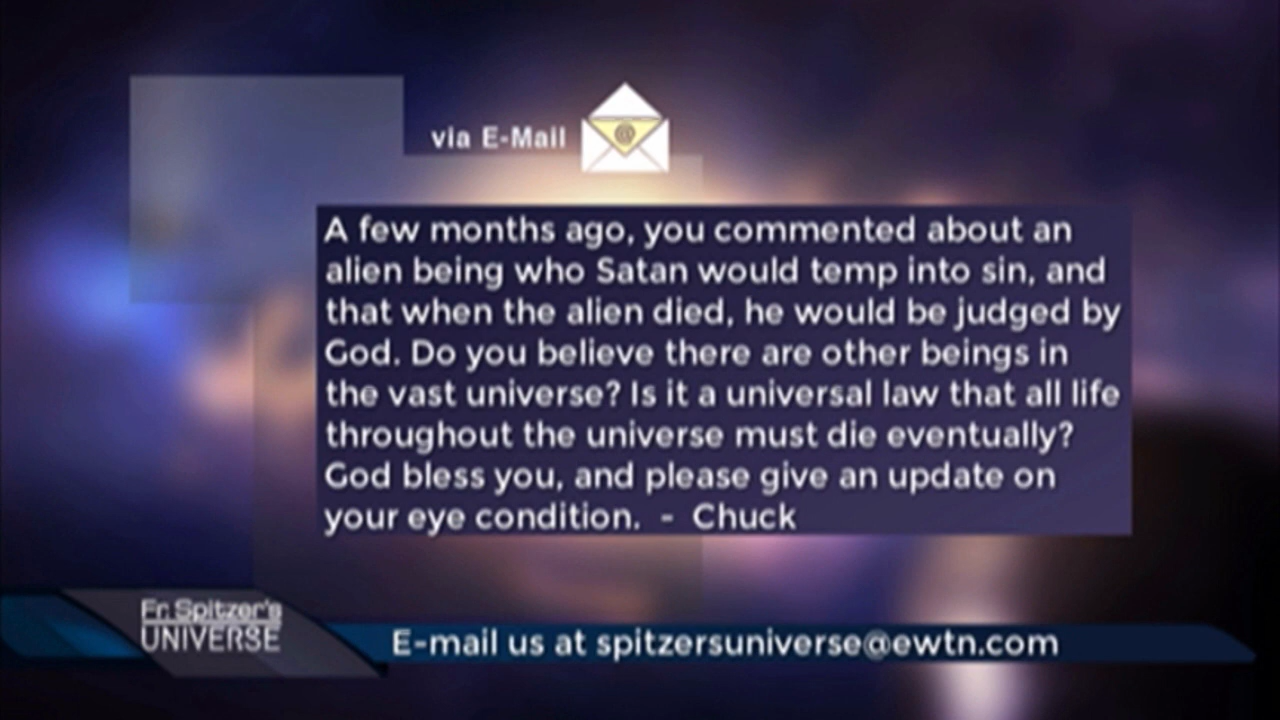 via E-Mail
@
A few months ago, you commented about an
alien being who Satan would temp into sin, and
that when the alien died, he would be judged by
God. Do you believe there are other beings in
the vast universe? Is it a universal law that all life
throughout the universe must die eventually?
God bless you, and please give an update on
your eye condition. - Chuck
Fr. Spitzer's
UNIVERSE
E-mail us at spitzersuniverse@ewtn.com